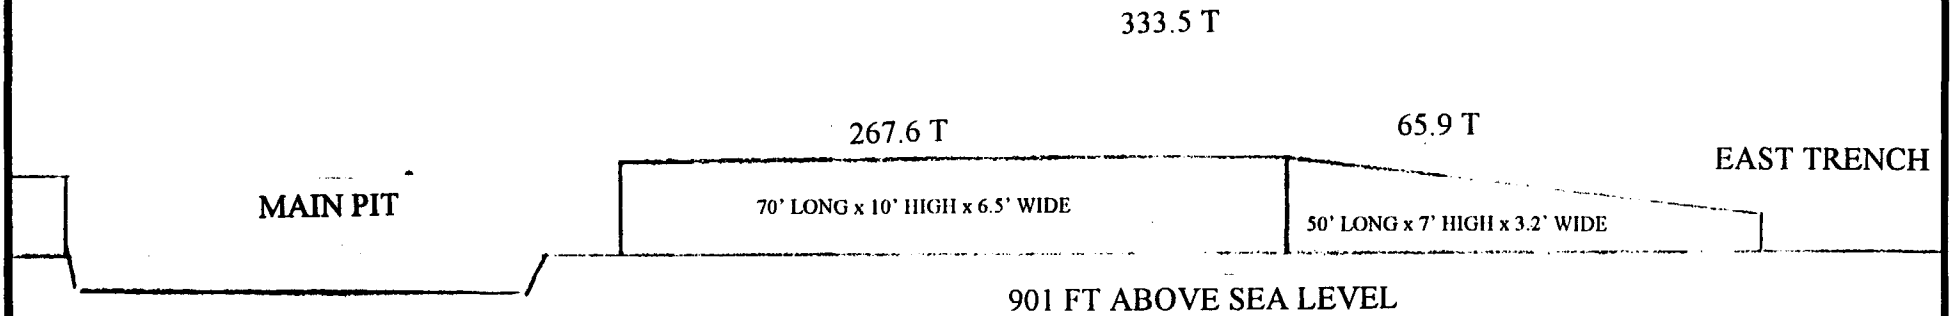 333.5 T
267.6 T
65.9 T
EAST TRENCH
MAIN PIT
70' LONG x 10' HIGH x 6.5' WIDE
50' LONG x 7' HIGH x 3.2' WIDE
901 FT ABOVE SEA LEVEL